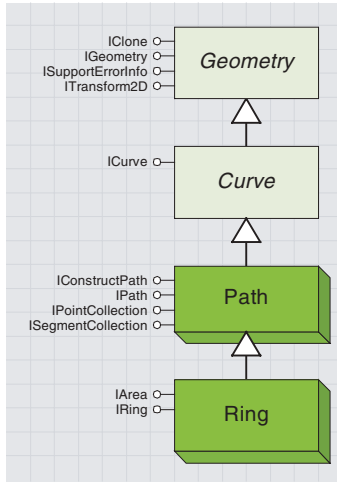 IClone
IGeometry
ISupportErrorInfo
ITransform2D
Geometry
ICurve
Curve
IConstructPath
IPath
IPointCollection
ISegmentCollection
Path
IArea
IRing
Ring